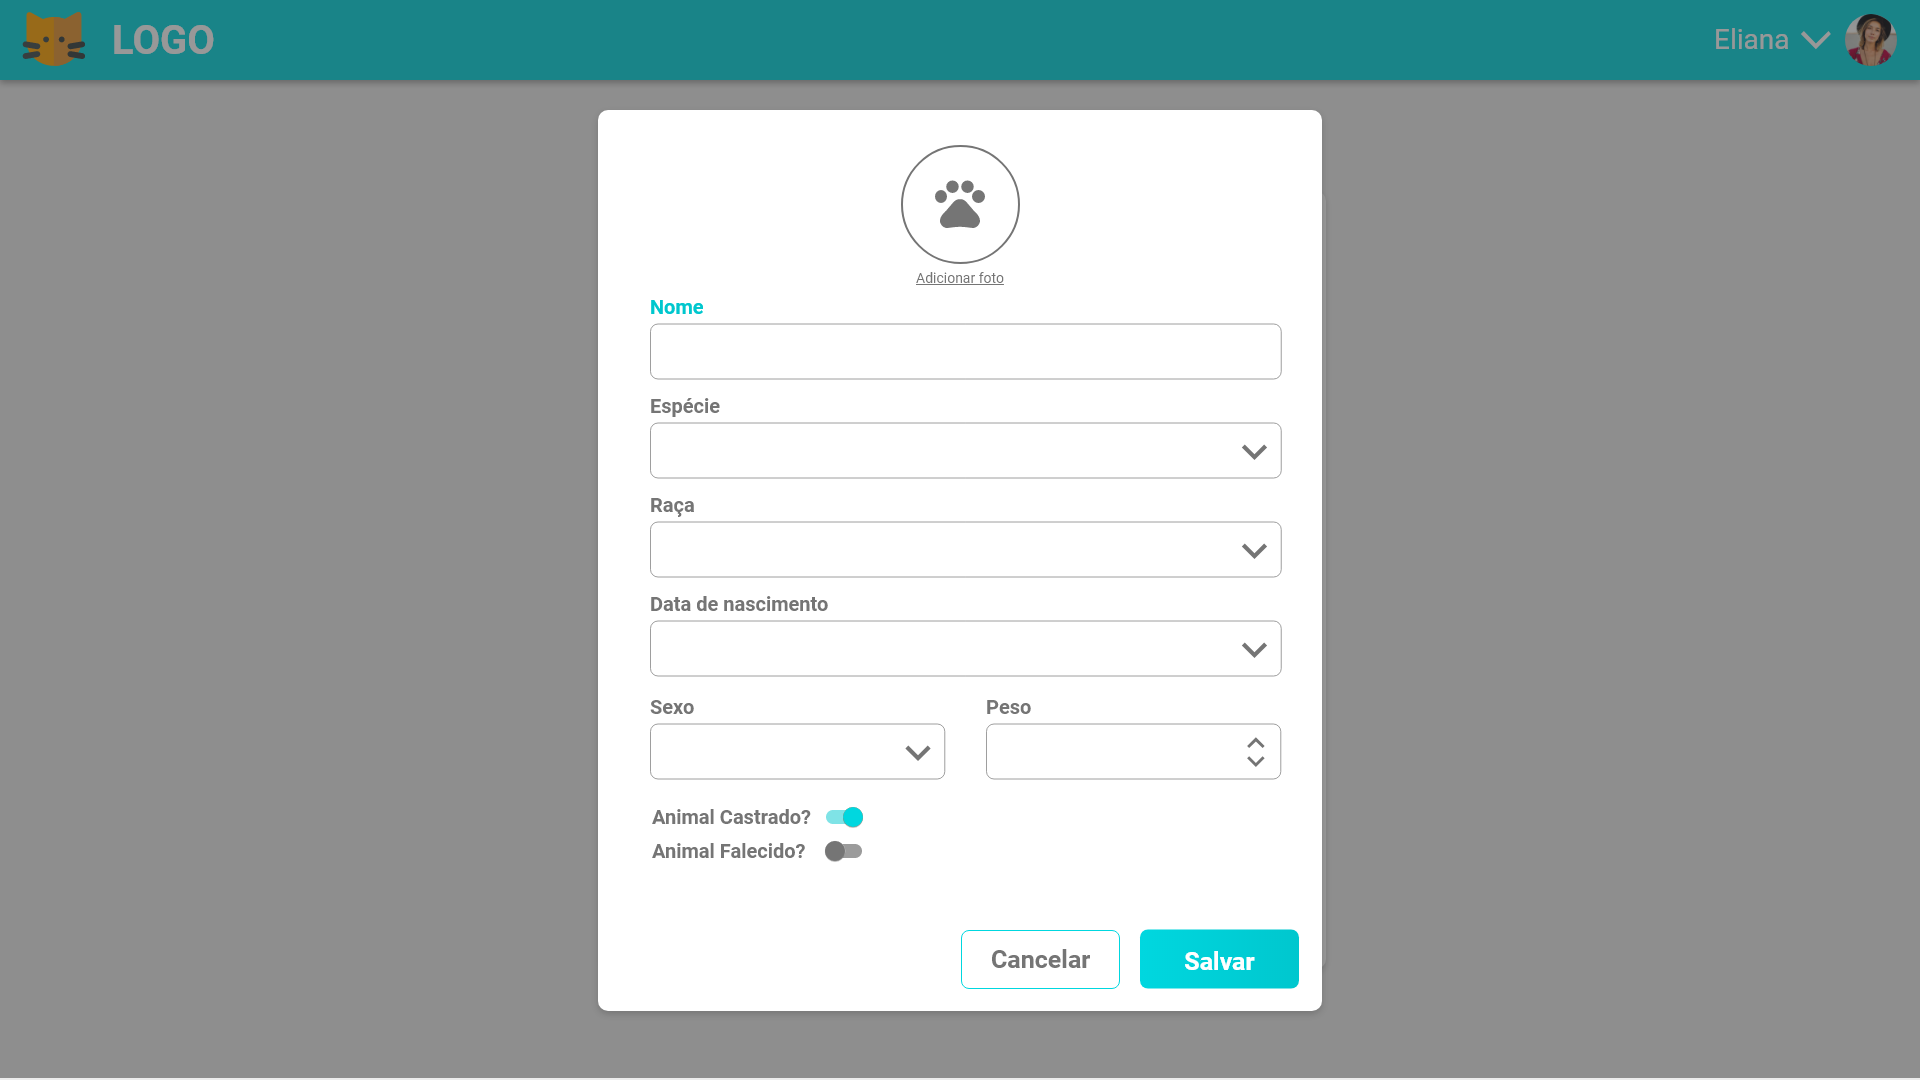 LOGO
Eliana
Adicionar foto
Nome
Espécie
Raça
Data de nascimento
Sexo
Peso
Animal Castrado?
Animal Falecido?
Cancelar
Salvar